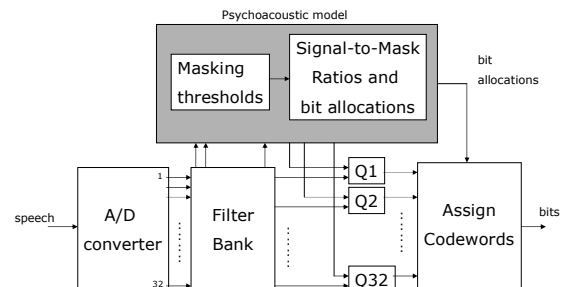 Psychoacoustic model
Masking
thresholds
Signal-to-Mask
Ratios and
bit allocations
bit
allocations
speech
A/D
converter
1
32
Filter
Bank
Q1
Q2
Q32
Assign
Codewords
bits